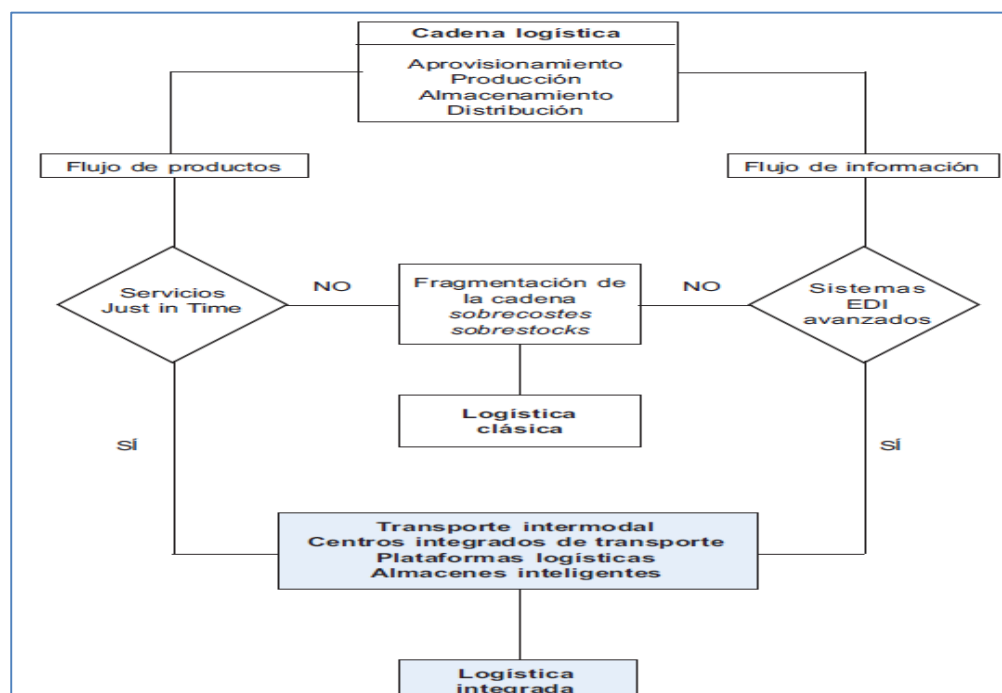 Cadena logística
Aprovisionamiento
Producción
Almacenamiento
Distribución
Flujo de productos
Flujo de información
Servicios
Just in Time
NO
Fragmentación de
la cadena
sobrecostes
sobrestocks
NO
Sistemas
EDI
avanzados
Logística
clásica
SÍ
SÍ
Transporte intermodal
Centros integrados de transporte
Plataformas logísticas
Almacenes inteligentes
Logística
integrada